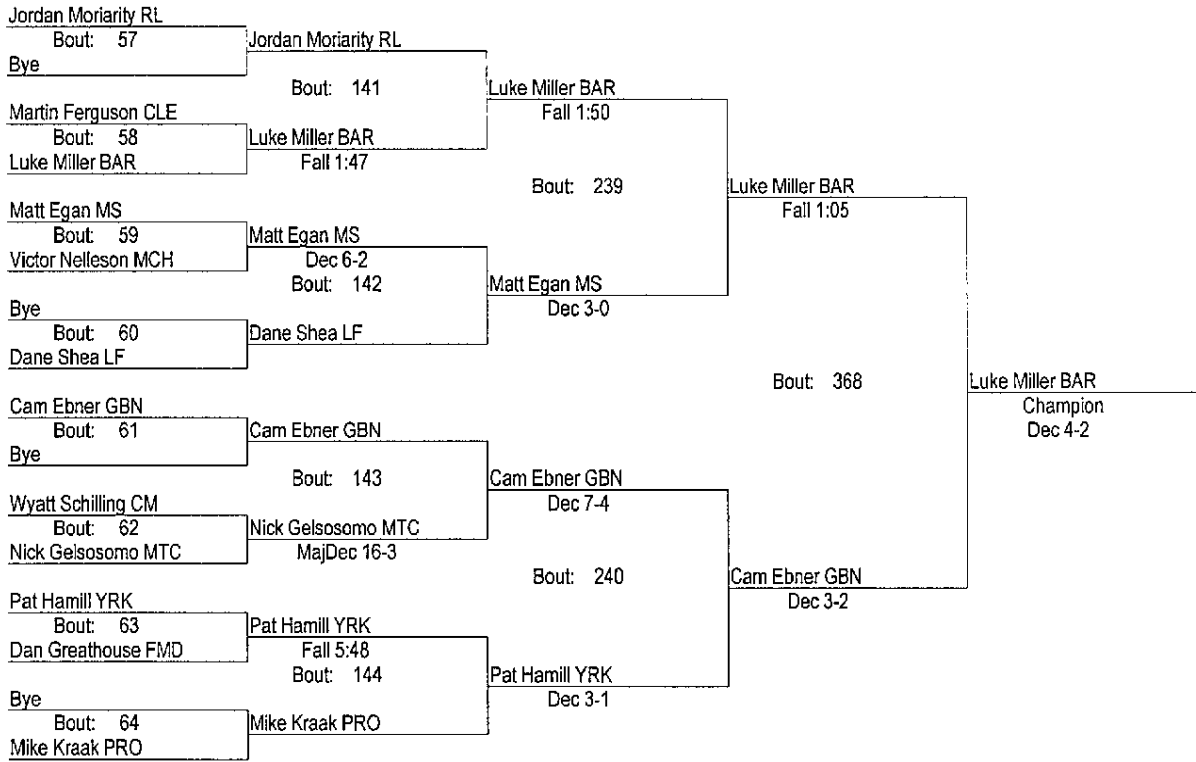 Jordan Moriarity RL
Bout: 57
Bye
Martin Ferguson CLE
Bout: 58
Luke Miller BAR
Matt Egan MS
Bout: 59
Victor Nelleson MCH
Bye
Bout: 60
Dane Shea LF
Cam Ebner GBN
Bout: 61
Bye
Wyatt Schilling CM
Bout: 62
Nick Gelsosomo MTC
Pat Hamill YRK
Bout: 63
Dan Greathouse FMD
Bye
Bout: 64
Mike Kraak PRO
Jordan Moriarity RL
Bout: 141
Luke Miller BAR
Fall 1:47
Matt Egan MS
Dec 6-2
Bout: 142
Dane Shea LF
Cam Ebner GBN
Bout: 143
Nick Gelsosomo MTC
MajDec 16-3
Pat Hamill YRK
Fall 5:48
Bout: 144
Mike Kraak PRO
Luke Miller BAR
Fall 1:50
Bout: 239
Matt Egan MS
Dec 3-0
Cam Ebner GBN
Dec 7-4
Bout: 240
Pat Hamill YRK
Dec 3-1
Luke Miller BAR
Fall 1:05
Bout: 368
Cam Ebner GBN
Dec 3-2
Luke Miller BAR
Champion
Dec 4-2